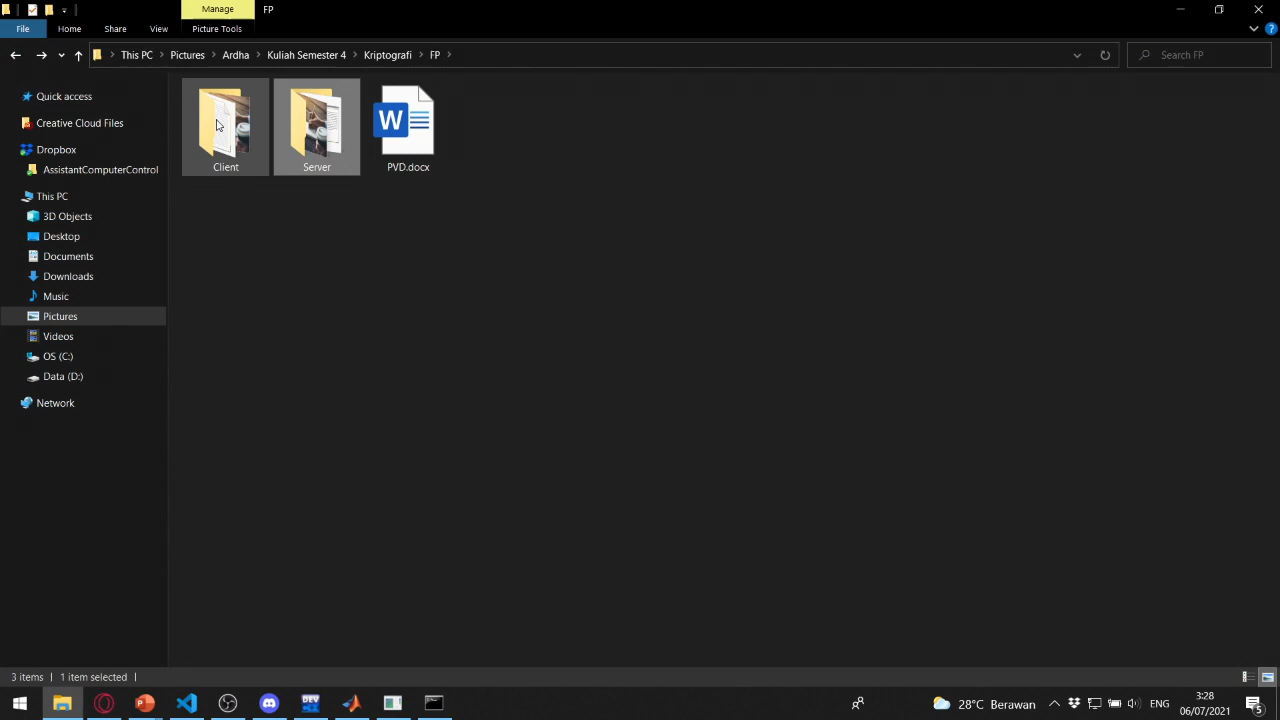 Manage
FP
File
Home
Share
View
Picture Tools
This PC
Pictures
Ardha
Kuliah Semester 4
Kriptografi
FP
Search FP
Quick access
Creative Cloud Files
Dropbox
AssistantComputerControl
This PC
3D Objects
Desktop
Documents
Downloads
Music
Pictures
Videos
OS (C:)
Data (D:)
Network
Client
Server
W
PVD.docx
3 items
1 item selected
DEV
28°C Berawan
ENG
3:28
06/07/2021
5